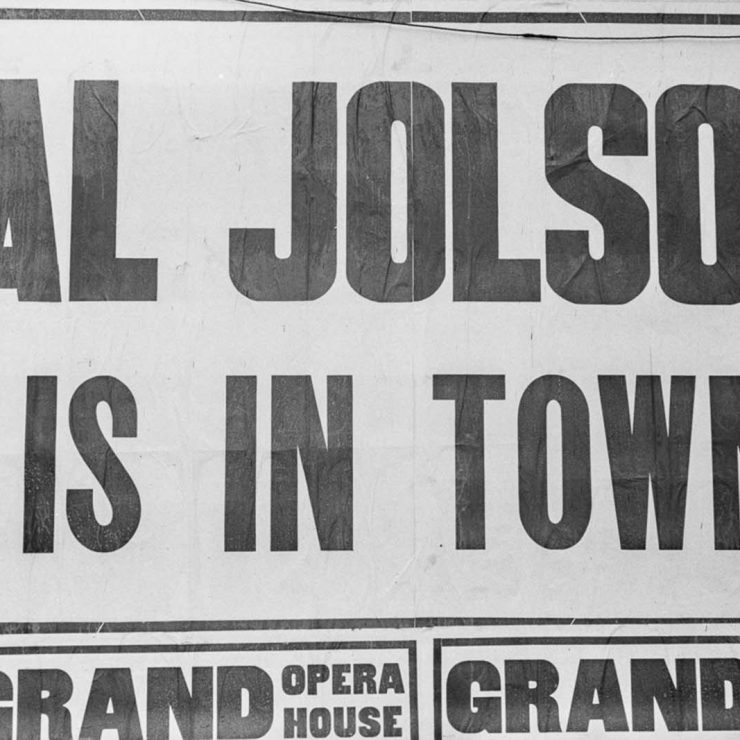 AL JOLSO
IS IN TOWN
GRAND OPERA HOUSE
GRAND